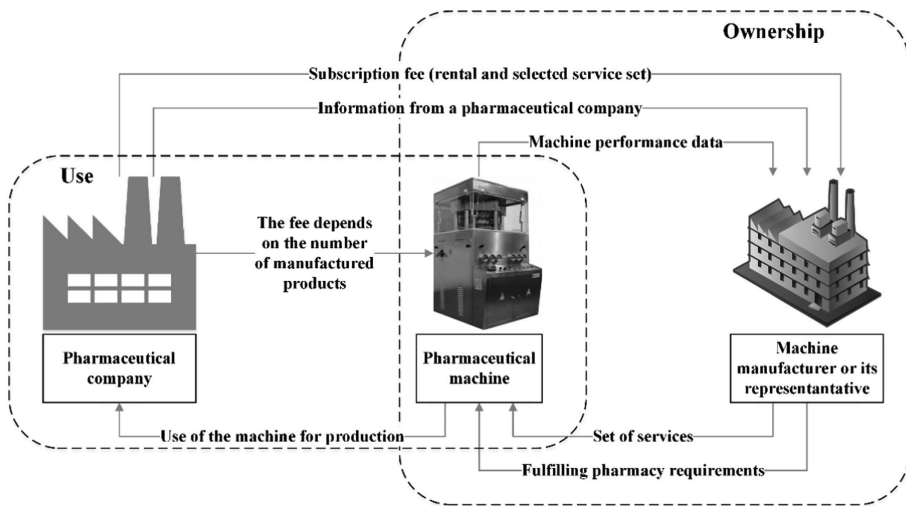 Ownership
Subscription fee (rental and selected service set)
Information from a pharmaceutical company
Machine performance data
Use
The fee depends
on the number
of manufactured
products
Pharmaceutical
company
Pharmaceutical
machine
Machine
manufacturer or its
representantative
Use of the machine for production
Set of services
Fulfilling pharmacy requirements